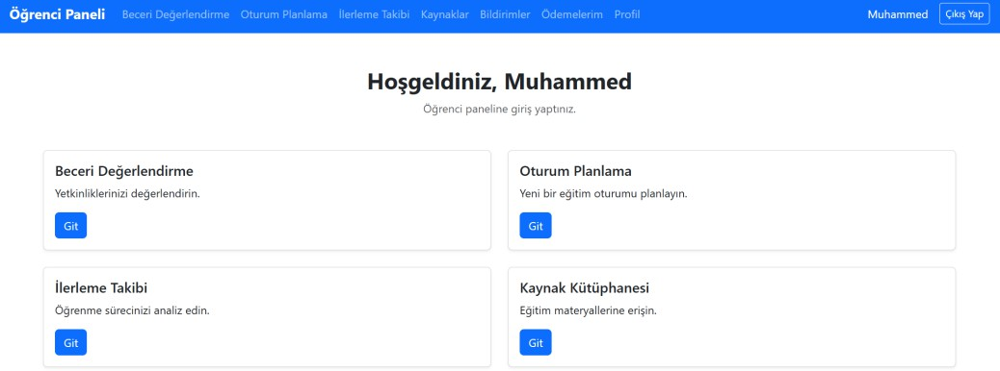 Öğrenci Paneli Beceri Değerlendirme Oturum Planlama İlerleme Takibi Kaynaklar Bildirimler Ödemelerim Profil Muhammed Çıkış Yap
Hoşgeldiniz, Muhammed
Öğrenci paneline giriş yaptınız.
Beceri Değerlendirme
Yetkinliklerinizi değerlendirin.
Git
Oturum Planlama
Yeni bir eğitim oturumu planlayın.
Git
İlerleme Takibi
Öğrenme sürecinizi analiz edin.
Git
Kaynak Kütüphanesi
Eğitim materyallerine erişin.
Git